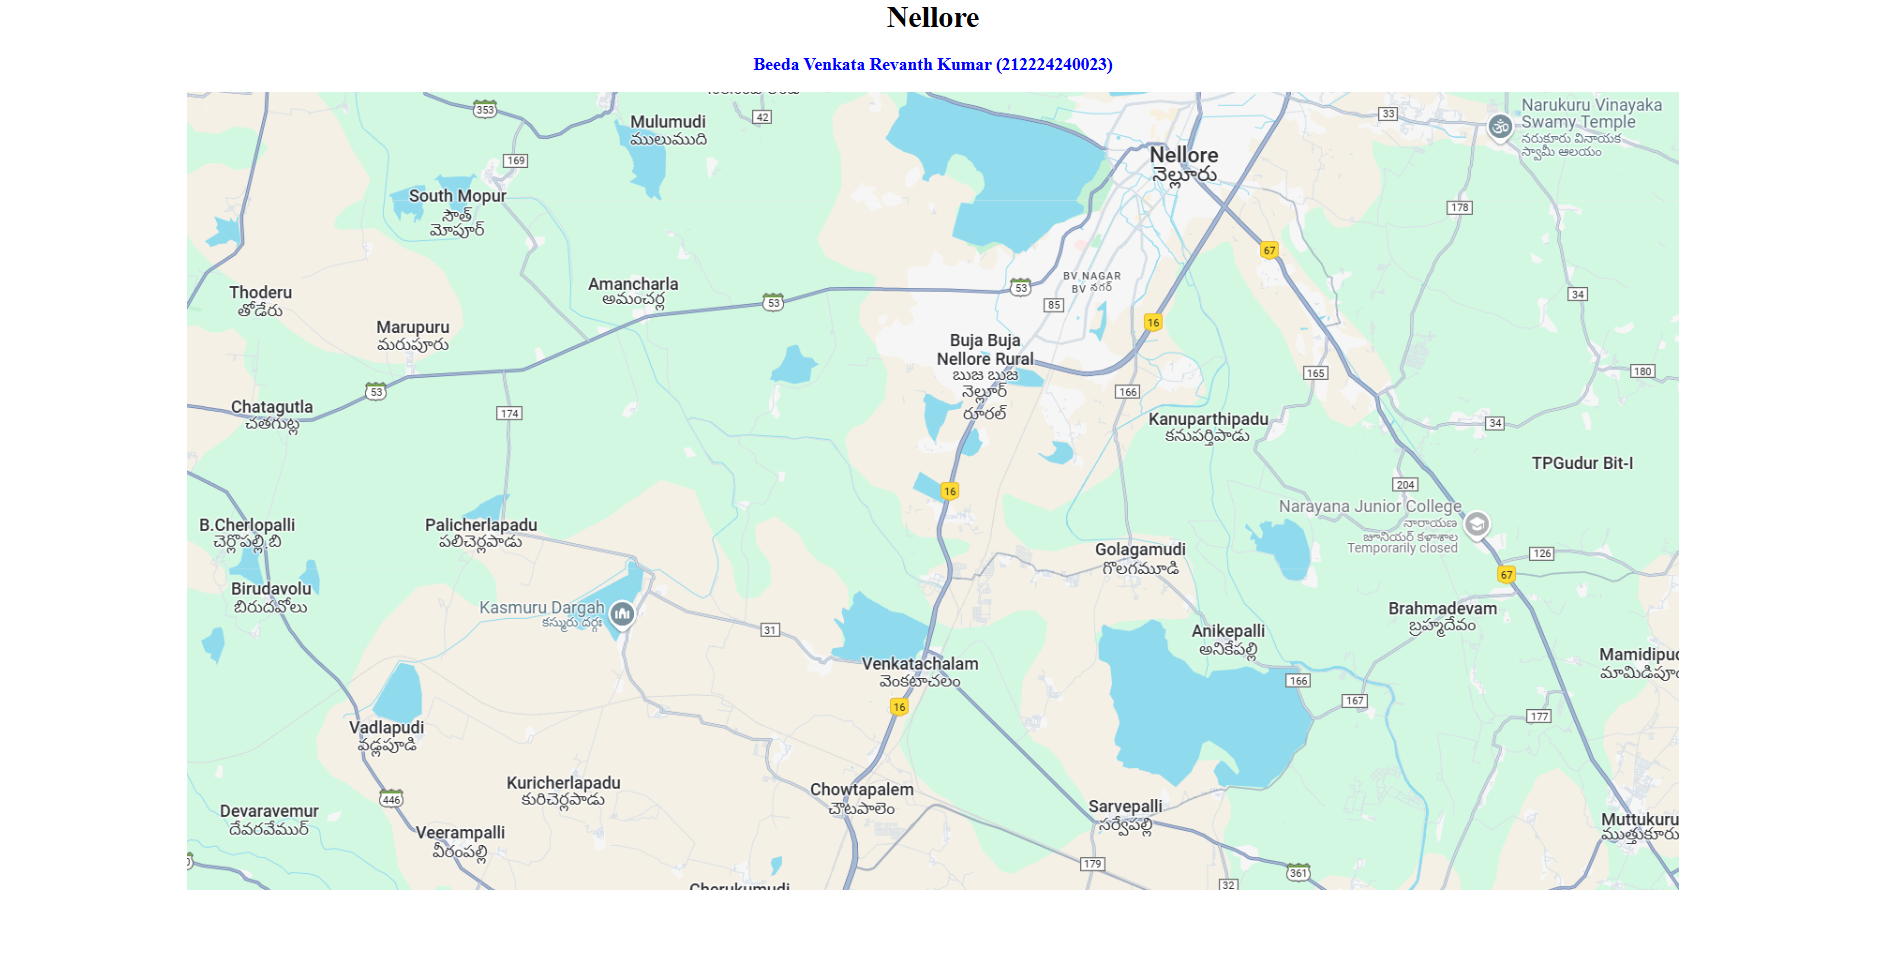 Nellore
Beeda Venkata Revanth Kumar (212224240023)
353
Mulumudi
ములుముది
42
33
Narukuru Vinayaka
Swamy Temple
నరుకూరు వినాయక
స్వామీ ఆలయం
169
Nellore
నెల్లూరు
South Mopur
సౌత్
మోపూర్
178
67
BV NAGAR
BV నగర్
Thoderu
తోడేరు
Amancharla
అమంచర్ల
53
53
85
34
16
Marupuru
మరుపూరు
Buja Buja
Nellore Rural
బుజ బుజ
నెల్లూర్
రూరల్
165
180
53
166
Chatagutla
చతగుట్ల
174
Kanuparthipadu
కనుపర్తిపాడు
34
TPGudur Bit-I
16
204
Narayana Junior College
నారాయణ
జూనియర్ కళాశాల
Temporarily closed
B.Cherlopalli
చెర్లోపల్లి.బి
Palicherlapadu
పలిచెర్లపాడు
Golagamudi
గొలగమూడి
126
67
Birudavolu
బిరుదవోలు
Kasmuru Dargah
కస్మురు దర్గః
31
Brahmadevam
బ్రహ్మదేవం
Anikepalli
అనికేపల్లి
Venkatachalam
వెంకటాచలం
166
167
16
177
Vadlapudi
వడ్లపూడి
Kuricherlapadu
కురిచెర్లపాడు
446
Chowtapalem
చౌటపాలెం
Devaravemur
దేవరవేముర్
Sarvepalli
సర్వేపల్లి
Muttukuru
ముత్తుకూరు
Veerampalli
వీరంపల్లి
179
361
32
Cherukumudi